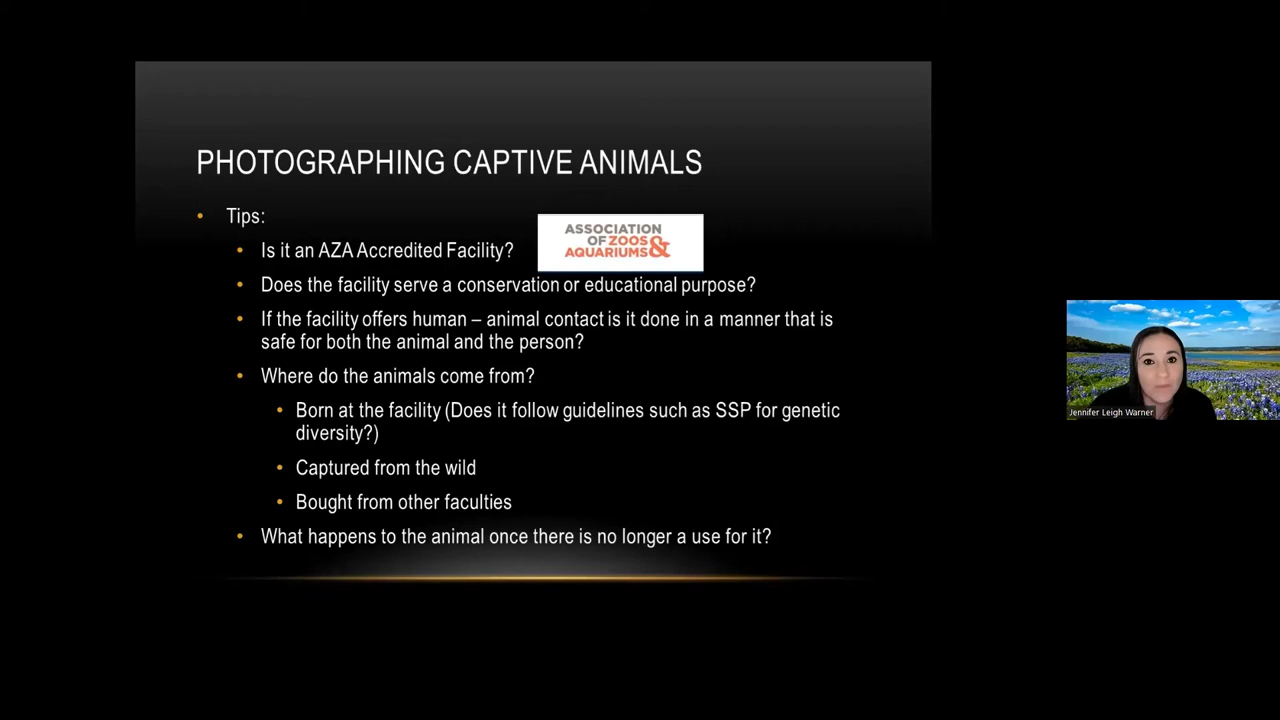 PHOTOGRAPHING CAPTIVE ANIMALS
• Tips:
• Is it an AZA Accredited Facility?
ASSOCIATION
OF ZOOS
AQUARIUMS &
• Does the facility serve a conservation or educational purpose?
• If the facility offers human – animal contact is it done in a manner that is
safe for both the animal and the person?
• Where do the animals come from?
• Born at the facility (Does it follow guidelines such as SSP for genetic
diversity?)
• Captured from the wild
• Bought from other faculties
• What happens to the animal once there is no longer a use for it?
Jennifer Leigh Warner